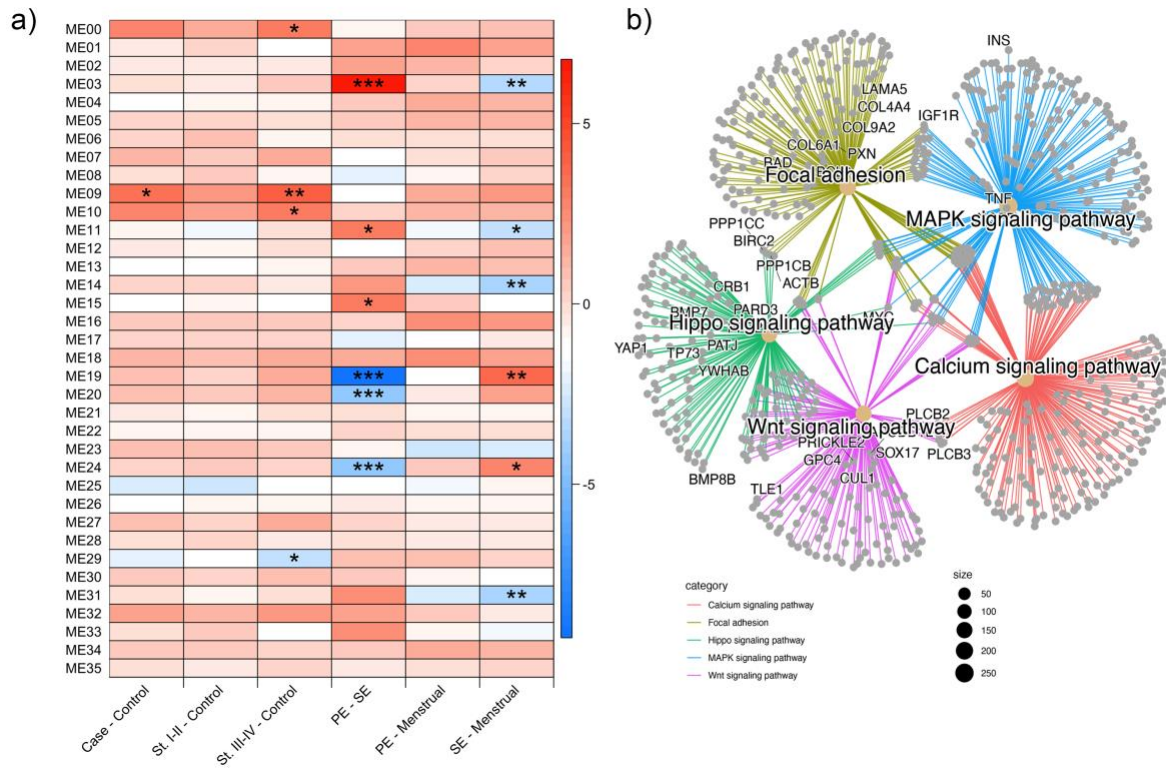 a)
ME00
ME01
ME02
ME03
ME04
ME05
ME06
ME07
ME08
ME09
ME10
ME11
ME12
ME13
ME14
ME15
ME16
ME17
ME18
ME19
ME20
ME21
ME22
ME23
ME24
ME25
ME26
ME27
ME28
ME29
ME30
ME31
ME32
ME33
ME34
ME35
*
*** **
* **
*
* *
**
*
*** **
***
*** *
*
**
5
0
-5
Case - Control
St. I-II - Control
St. III-IV - Control
PE - SE
PE - Menstrual
SE - Menstrual
b)
INS
LAMA5
COL4A4
IGF1R
COL9A2
COL6A1
PXN
RAD
Focal adhesion
TNF
MAPK signaling pathway
PPP1CC
BIRC2
PPP1CB
ACTB
CRB1
BMP7
PARD3
MYC
Hippo signaling pathway
YAP1
TP73
PATJ
YWHAB
Calcium signaling pathway
PLCB2
Wnt signaling pathway
PRICKLE2
GPC4
SOX17
PLCB3
BMP8B
TLE1
CUL1
category
Calcium signaling pathway
Focal adhesion
Hippo signaling pathway
MAPK signaling pathway
Wnt signaling pathway
size
50
100
150
200
250